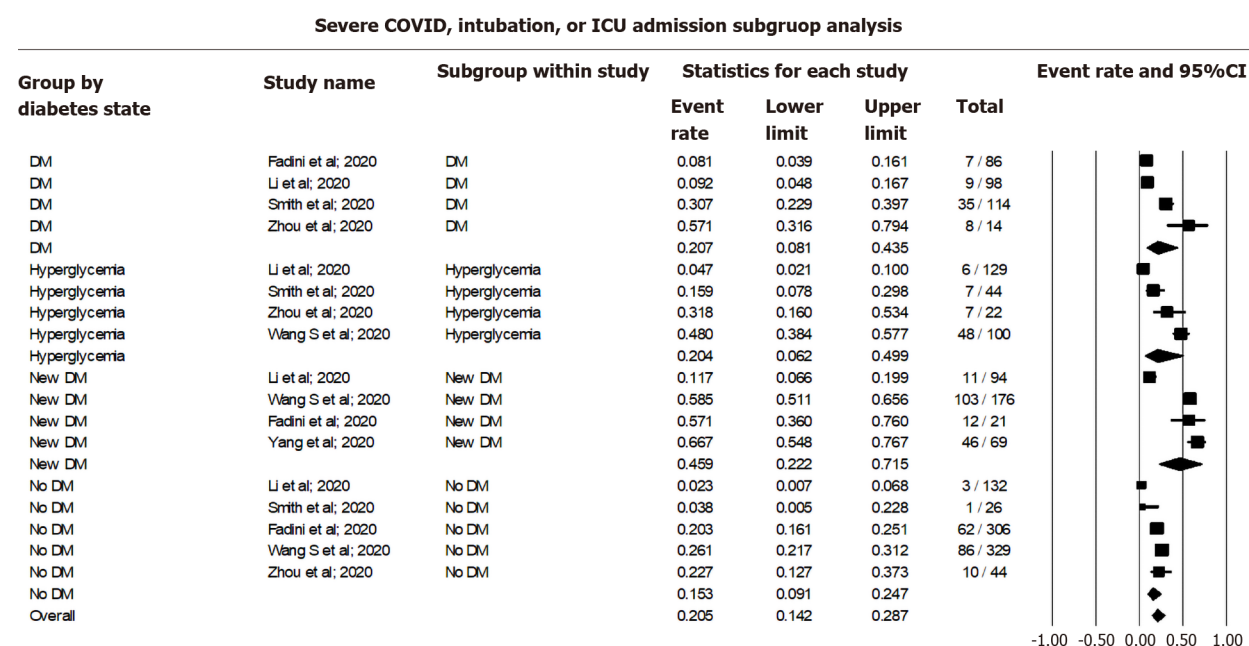 Severe COVID, intubation, or ICU admission subgruop analysis
Group by diabetes state Study name Subgroup within study Statistics for each study Event rate and 95%CI
Event rate Lower limit Upper limit Total
DM Fadini et al; 2020 DM 0.081 0.039 0.161 7 / 86
DM Li et al; 2020 DM 0.092 0.048 0.167 9 / 98
DM Smith et al; 2020 DM 0.307 0.229 0.397 35 / 114
DM Zhou et al; 2020 DM 0.571 0.316 0.794 8 / 14
DM 0.207 0.081 0.435
Hyperglycemia Li et al; 2020 Hyperglycemia 0.047 0.021 0.100 6 / 129
Hyperglycemia Smith et al; 2020 Hyperglycemia 0.159 0.078 0.298 7 / 44
Hyperglycemia Zhou et al; 2020 Hyperglycemia 0.318 0.160 0.534 7 / 22
Hyperglycemia Wang S et al; 2020 Hyperglycemia 0.480 0.384 0.577 48 / 100
Hyperglycemia 0.204 0.062 0.499
New DM Li et al; 2020 New DM 0.117 0.066 0.199 11 / 94
New DM Wang S et al; 2020 New DM 0.585 0.511 0.656 103 / 176
New DM Fadini et al; 2020 New DM 0.571 0.360 0.760 12 / 21
New DM Yang et al; 2020 New DM 0.667 0.548 0.767 46 / 69
New DM 0.459 0.222 0.715
No DM Li et al; 2020 No DM 0.023 0.007 0.068 3 / 132
No DM Smith et al; 2020 No DM 0.038 0.005 0.228 1 / 26
No DM Fadini et al; 2020 No DM 0.203 0.161 0.251 62 / 306
No DM Wang S et al; 2020 No DM 0.261 0.217 0.312 86 / 329
No DM Zhou et al; 2020 No DM 0.227 0.127 0.373 10 / 44
No DM 0.153 0.091 0.247
Overall 0.205 0.142 0.287
-1.00 -0.50 0.00 0.50 1.00